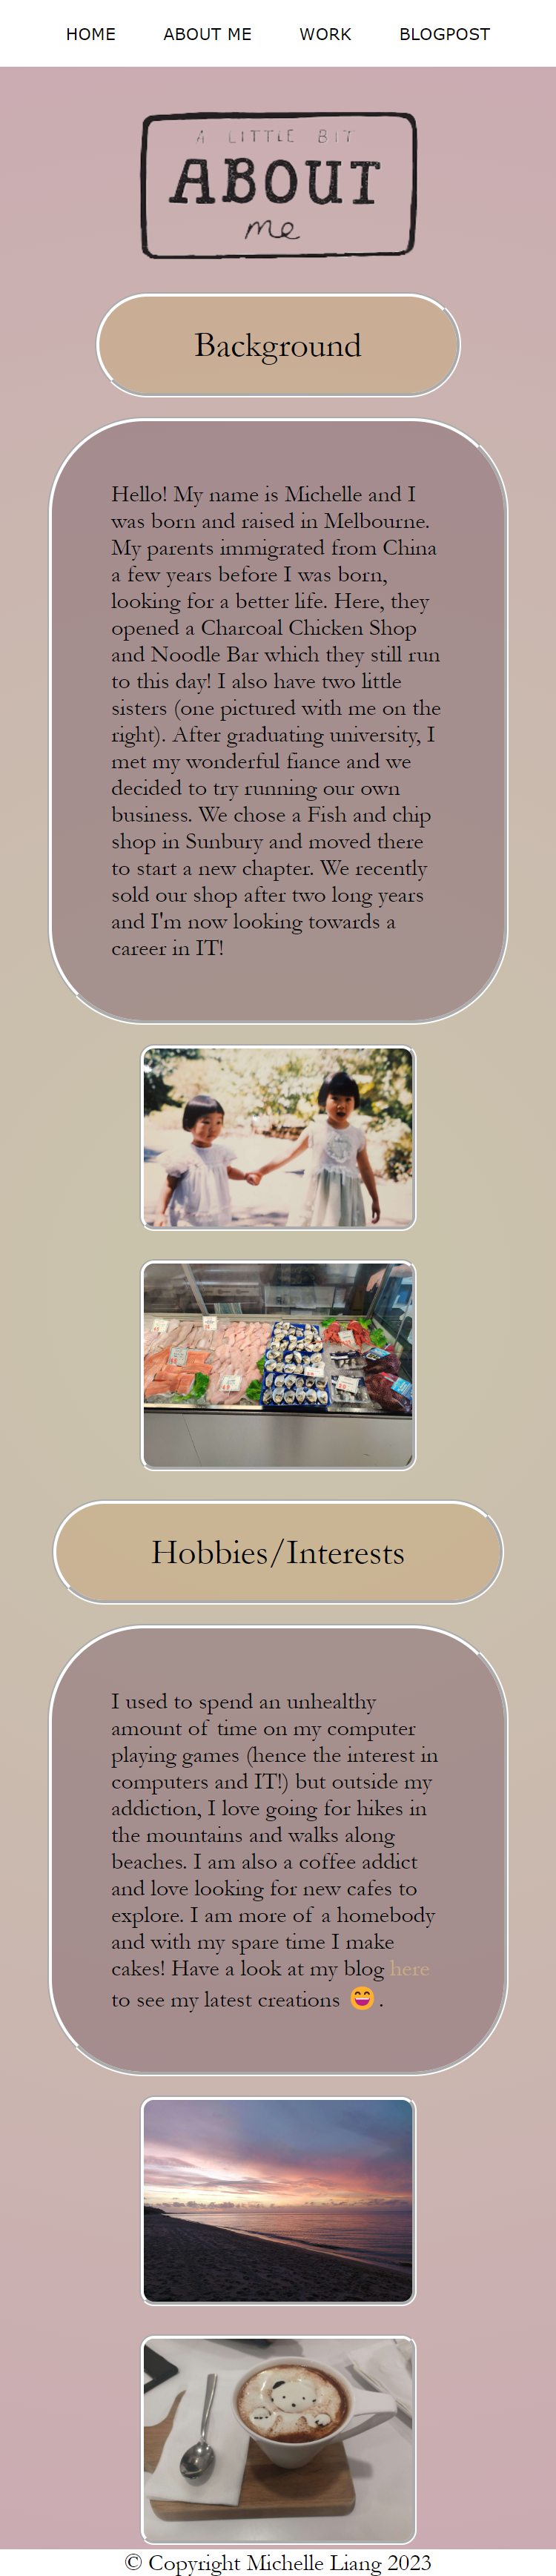 HOME ABOUT ME WORK BLOGPOST
A LITTLE BIT
ABOUT
me
Background
Hello! My name is Michelle and I
was born and raised in Melbourne.
My parents immigrated from China
a few years before I was born,
looking for a better life. Here, they
opened a Charcoal Chicken Shop
and Noodle Bar which they still run
to this day! I also have two little
sisters (one pictured with me on the
right). After graduating university, I
met my wonderful fiance and we
decided to try running our own
business. We chose a Fish and chip
shop in Sunbury and moved there
to start a new chapter. We recently
sold our shop after two long years
and I'm now looking towards a
career in IT!
Hobbies/Interests
I used to spend an unhealthy
amount of time on my computer
playing games (hence the interest in
computers and IT!) but outside my
addiction, I love going for hikes in
the mountains and walks along
beaches. I am also a coffee addict
and love looking for new cafes to
explore. I am more of a homebody
and with my spare time I make
cakes! Have a look at my blog here
to see my latest creations 😄 .
© Copyright Michelle Liang 2023